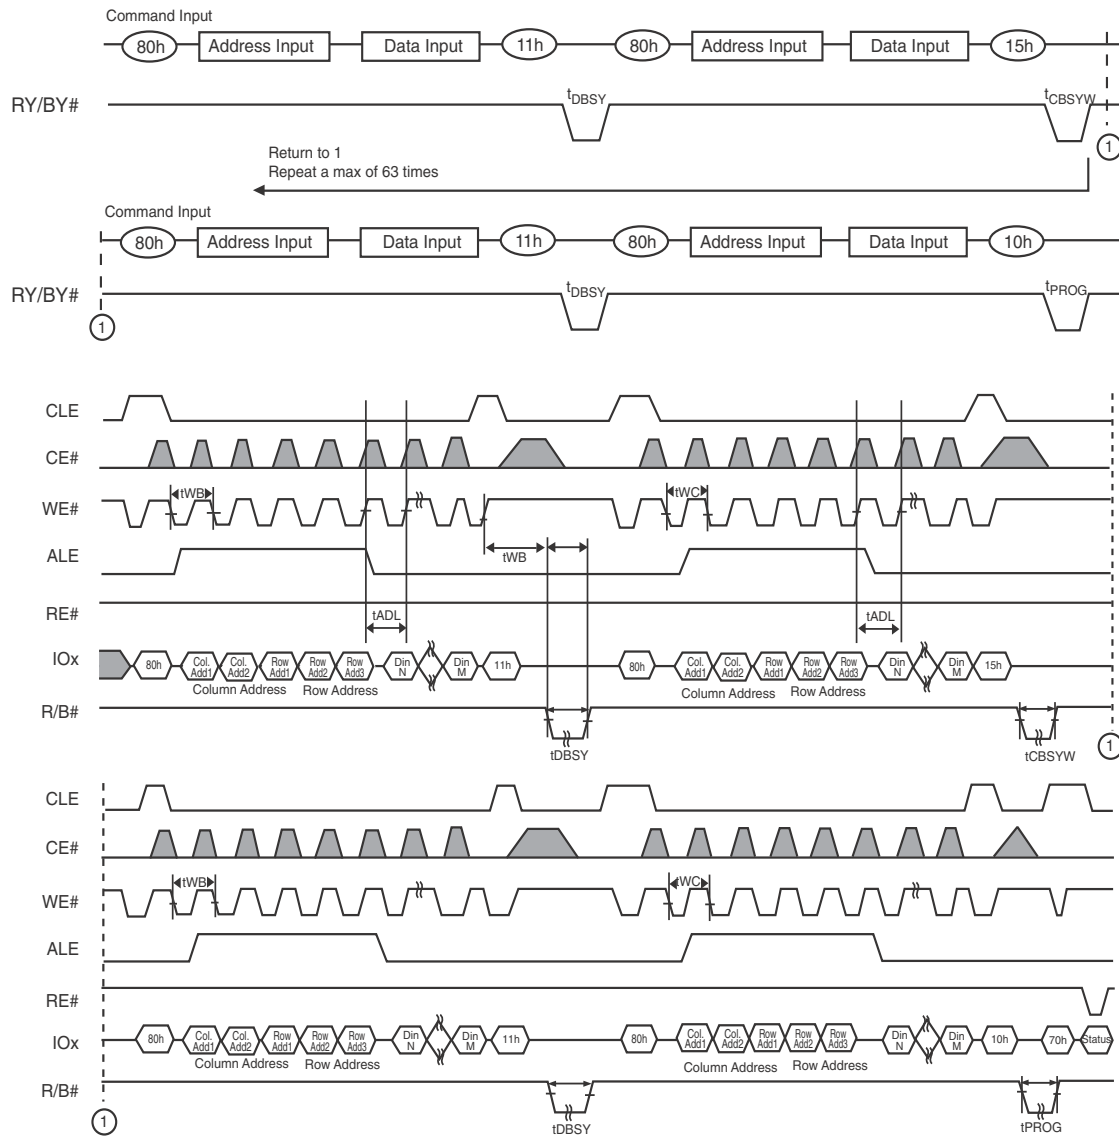 Command Input
80h Address Input Data Input 11h 80h Address Input Data Input 15h
RY/BY# tDBSY tCBSYW
1
Return to 1
Repeat a max of 63 times
Command Input
80h Address Input Data Input 11h 80h Address Input Data Input 10h
RY/BY# tDBSY tPROG
1
CLE
CE#
WE# tWB tWC
ALE tWB
RE# tADL tADL
IOx 80h Col. Add1 Col. Add2 Row Add1 Row Add2 Row Add3 Din N Din M 11h 80h Col. Add1 Col. Add2 Row Add1 Row Add2 Row Add3 Din N Din M 15h
Column Address Row Address Column Address Row Address
R/B#
tDBSY tCBSYW 1
CLE
CE#
WE# tWB tWC
ALE
RE#
IOx 80h Col. Add1 Col. Add2 Row Add1 Row Add2 Row Add3 Din N Din M 11h 80h Col. Add1 Col. Add2 Row Add1 Row Add2 Row Add3 Din N Din M 10h 70h Status
Column Address Row Address Column Address Row Address
R/B#
1 tDBSY tPROG